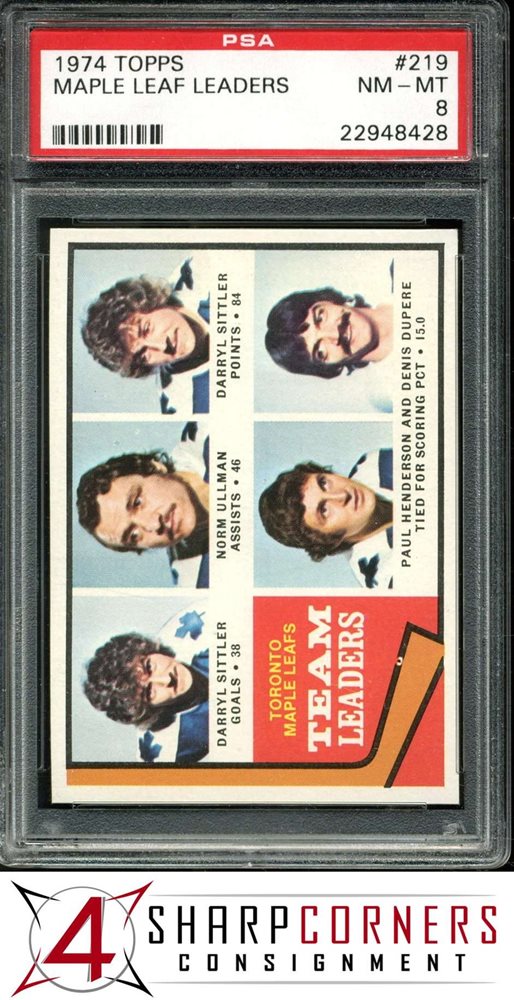 PSA
1974 TOPPS #219
MAPLE LEAF LEADERS NM - MT
8
22948428
DARRYL SITTLER
GOALS • 38
NORM ULLMAN
ASSISTS • 46
DARRYL SITTLER
POINTS • 84
TORONTO
MAPLE LEAFS
TEAM
LEADERS
PAUL HENDERSON AND DENIS DUPERE
TIED FOR SCORING PCT • 15.0
4 SHARPCORNERS
CONSIGNMENT